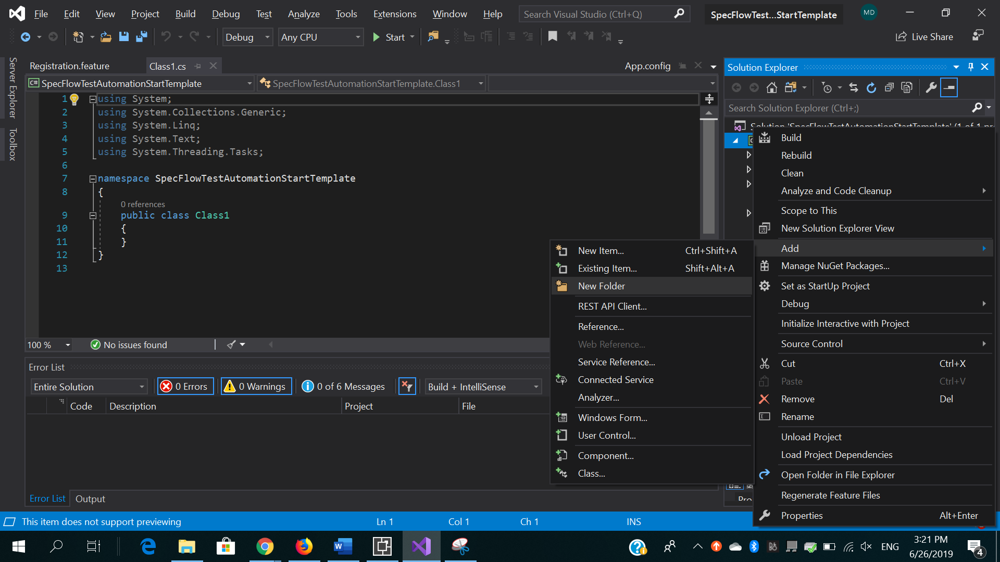 File Edit View Project Build Debug Test Analyze Tools Extensions Window Help Search Visual Studio (Ctrl+Q) SpecFlowTest...StartTemplate MD
Debug Any CPU Start Live Share
Server Explorer
Toolbox
Registration.feature Class1.cs App.config
SpecFlowTestAutomationStartTemplate SpecFlowTestAutomationStartTemplate.Class1
1 using System;
2 using System.Collections.Generic;
3 using System.Linq;
4 using System.Text;
5 using System.Threading.Tasks;
6
7 namespace SpecFlowTestAutomationStartTemplate
8 {
0 references
9 public class Class1
10 {
11 }
12 }
13
100 % No issues found
Solution Explorer
Search Solution Explorer (Ctrl+;)
Solution 'SpecFlowTestAutomationStartTemplate' (1 of 1 pr
Build
Rebuild
Clean
Analyze and Code Cleanup
Scope to This
New Solution Explorer View
Add
Manage NuGet Packages...
Set as StartUp Project
Debug
Initialize Interactive with Project
Source Control
Cut Ctrl+X
Paste Ctrl+V
Remove Del
Rename
Unload Project
Load Project Dependencies
Open Folder in File Explorer
Regenerate Feature Files
Properties Alt+Enter
New Item... Ctrl+Shift+A
Existing Item... Shift+Alt+A
New Folder
REST API Client...
Reference...
Web Reference...
Service Reference...
Connected Service
Analyzer...
Windows Form...
User Control...
Component...
Class...
Pro
Error List
Entire Solution 0 Errors 0 Warnings 0 of 6 Messages Build + IntelliSense
Code Description Project File
Error List Output
This item does not support previewing Ln 1 Col 1 Ch 1 INS
ENG 3:21 PM
6/26/2019
4